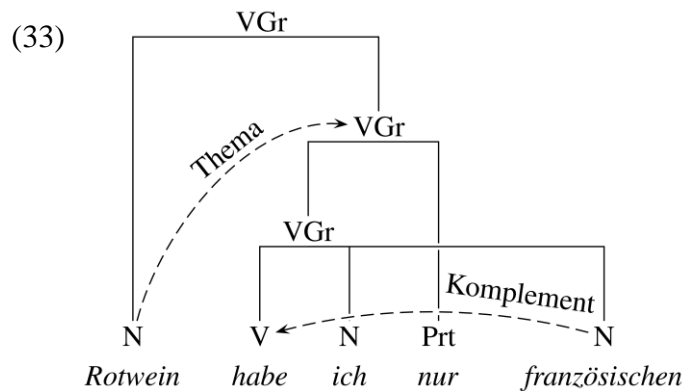 (33) VGr
Thema VGr
VGr
Komplement
N V N Prt N
Rotwein habe ich nur französischen